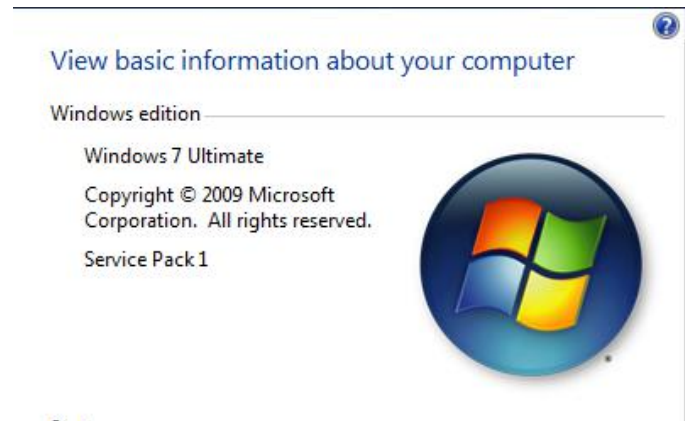 View basic information about your computer
Windows edition
Windows 7 Ultimate
Copyright © 2009 Microsoft
Corporation.  All rights reserved.
Service Pack 1